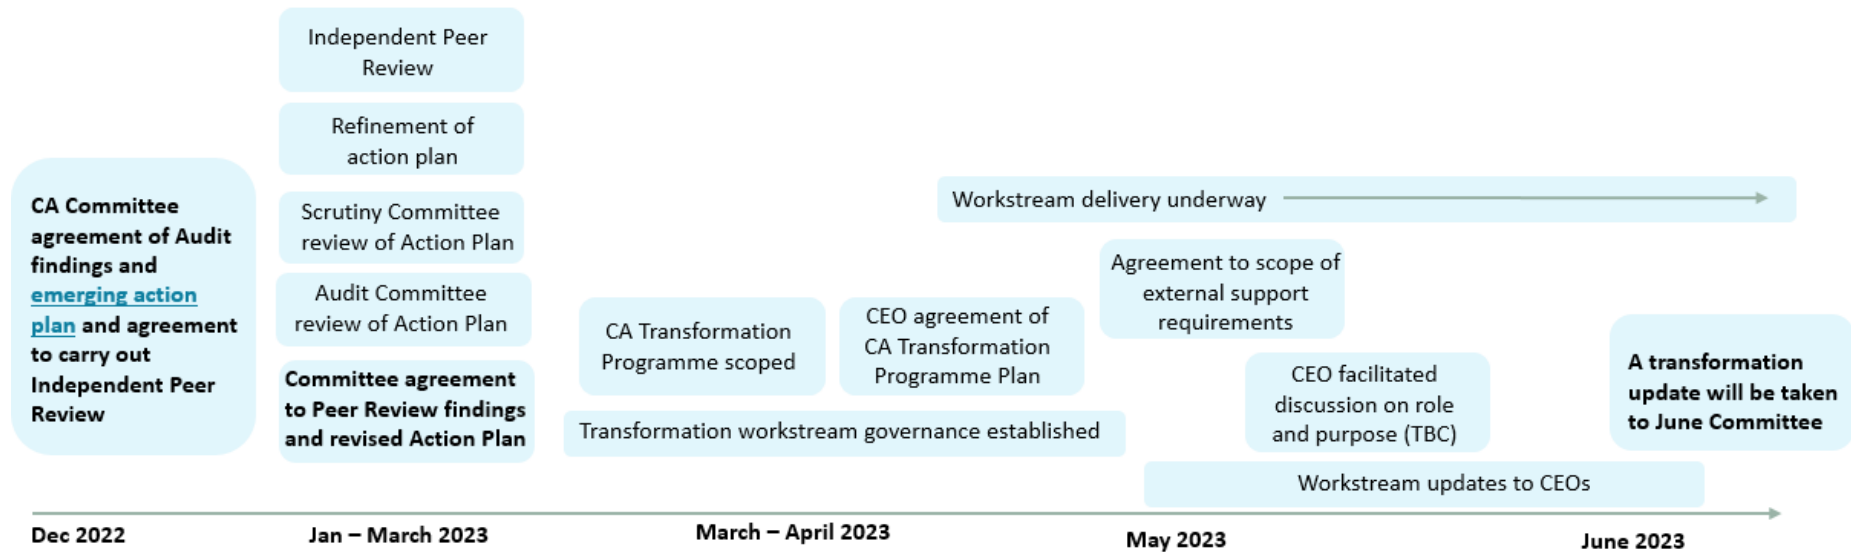 CA Committee
agreement of Audit
findings and
emerging action
plan and agreement
to carry out
Independent Peer
Review
Independent Peer
Review
Refinement of
action plan
Scrutiny Committee
review of Action Plan
Audit Committee
review of Action Plan
Committee agreement
to Peer Review findings
and revised Action Plan
CA Transformation
Programme scoped
CEO agreement of
CA Transformation
Programme Plan
Transformation workstream governance established
Workstream delivery underway
Agreement to scope of
external support
requirements
CEO facilitated
discussion on role
and purpose (TBC)
Workstream updates to CEOs
A transformation
update will be taken
to June Committee
Dec 2022
Jan – March 2023
March – April 2023
May 2023
June 2023